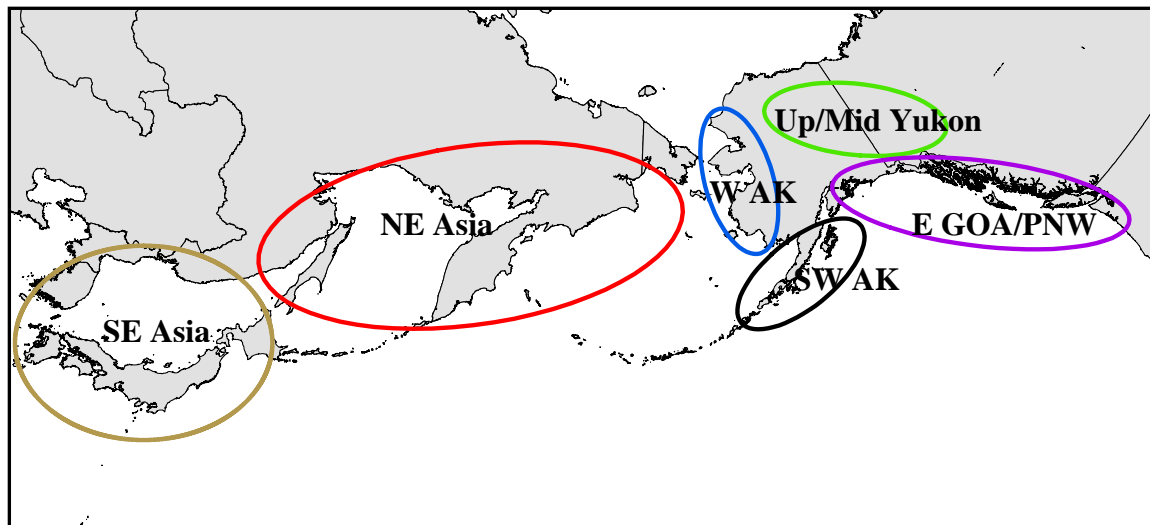 Up/Mid Yukon
W AK
NE Asia
E GOA/PNW
SW AK
SE Asia